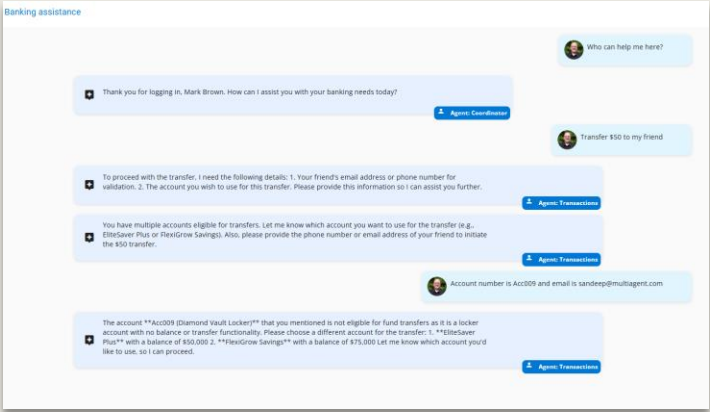 Banking assistance
Who can help me here?
Thank you for logging in, Mark Brown. How can I assist you with your banking needs today?
Agent: Coordinator
Transfer $50 to my friend
To proceed with the transfer, I need the following details: 1. Your friend's email address or phone number for
validation. 2. The account you wish to use for this transfer. Please provide this information so I can assist you further.
Agent: Transactions
You have multiple accounts eligible for transfers. Let me know which account you want to use for the transfer (e.g.,
EliteSaver Plus or FlexiGrow Savings). Also, please provide the phone number or email address of your friend to initiate
the $50 transfer.
Agent: Transactions
Account number is Acc009 and email is sandeep@multiagent.com
The account **Acc009 (Diamond Vault Locker)** that you mentioned is not eligible for fund transfers as it is a locker
account with no balance or transfer functionality. Please choose a different account for the transfer: 1. **EliteSaver
Plus** with a balance of $50,000 2. **FlexiGrow Savings** with a balance of $75,000 Let me know which account you'd
like to use, so I can proceed.
Agent: Transactions